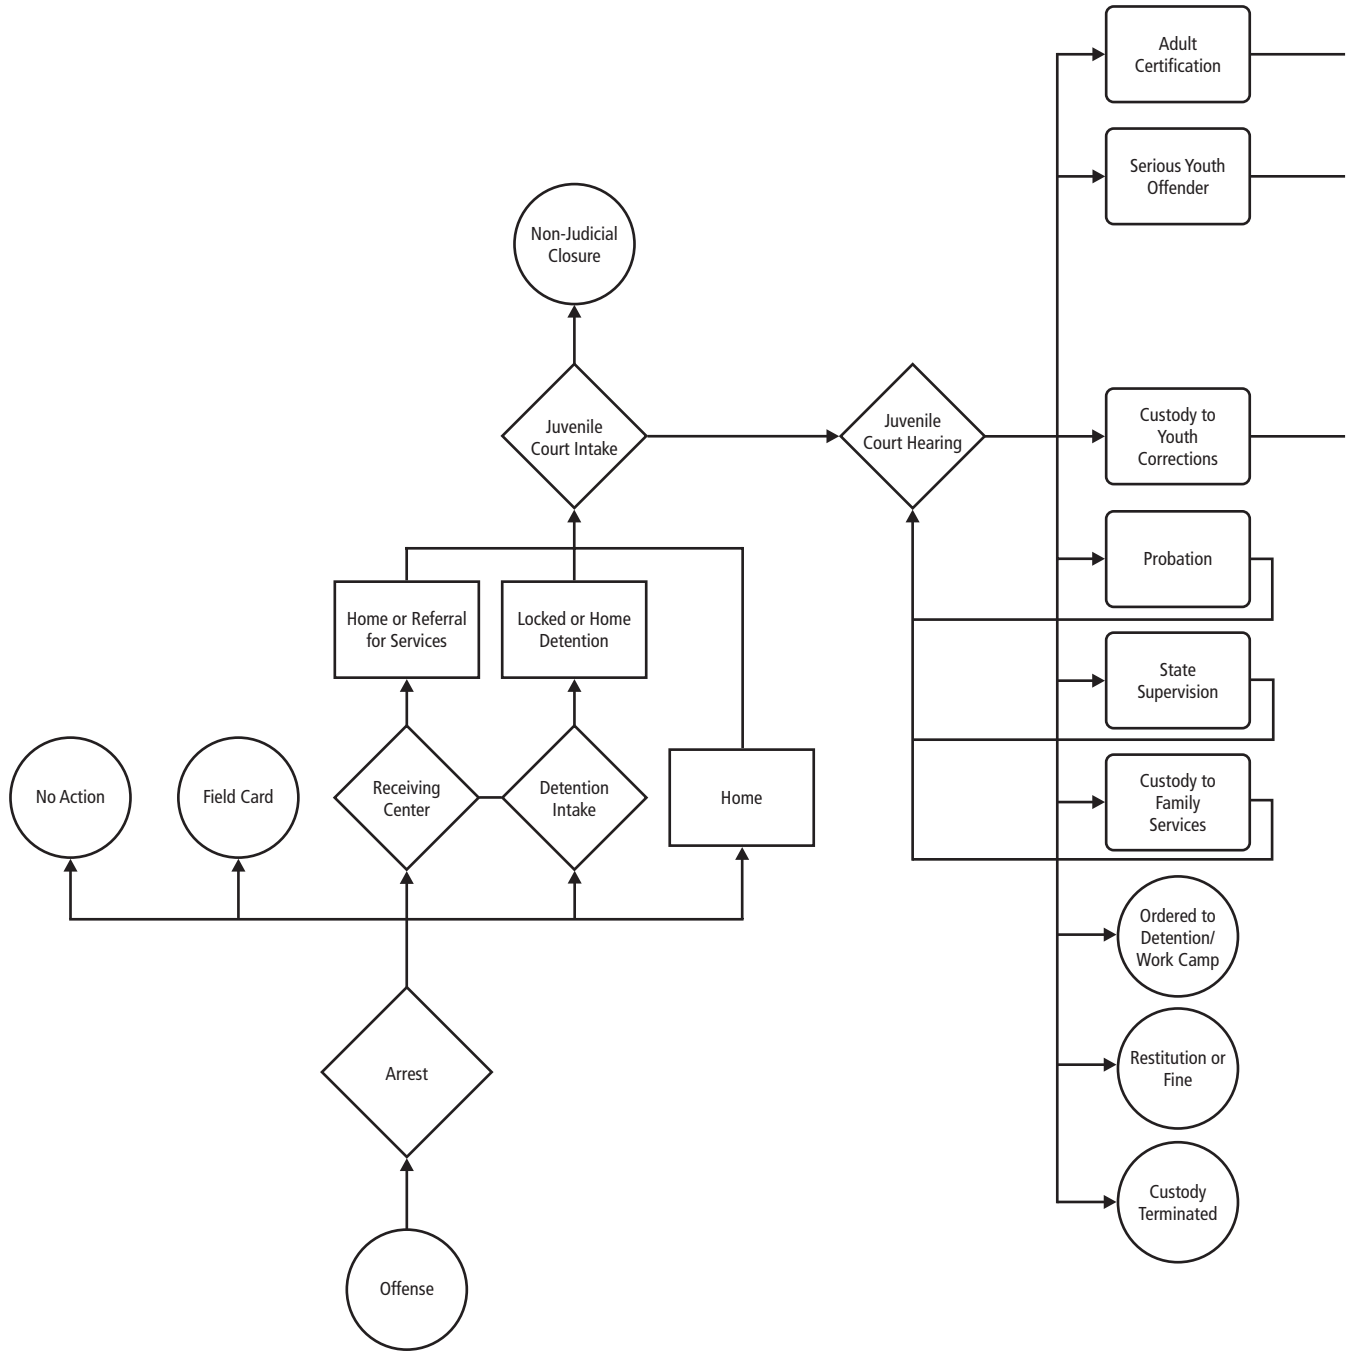 Adult
Certification
Serious Youth
Offender
Non-Judicial
Closure
Juvenile
Court Intake
Juvenile
Court Hearing
Custody to
Youth
Corrections
Probation
Home or Referral
for Services
Locked or Home
Detention
State
Supervision
No Action
Field Card
Receiving
Center
Detention
Intake
Home
Custody to
Family
Services
Ordered to
Detention/
Work Camp
Arrest
Restitution or
Fine
Custody
Terminated
Offense